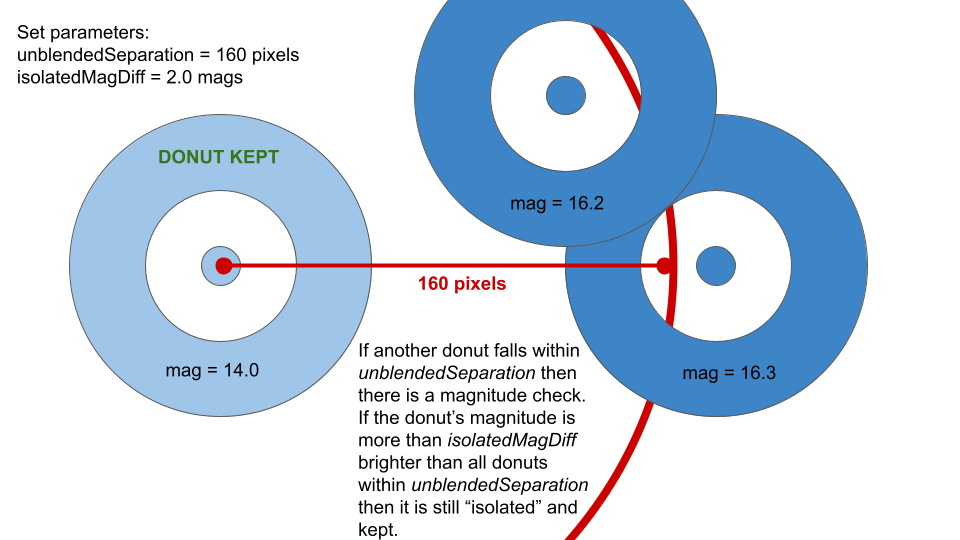 Set parameters:
unblendedSeparation = 160 pixels
isolatedMagDiff = 2.0 mags
DONUT KEPT
mag = 16.2
160 pixels
mag = 14.0
mag = 16.3
If another donut falls within
unblendedSeparation then
there is a magnitude check.
If the donut’s magnitude is
more than isolatedMagDiff
brighter than all donuts
within unblendedSeparation
then it is still “isolated” and
kept.